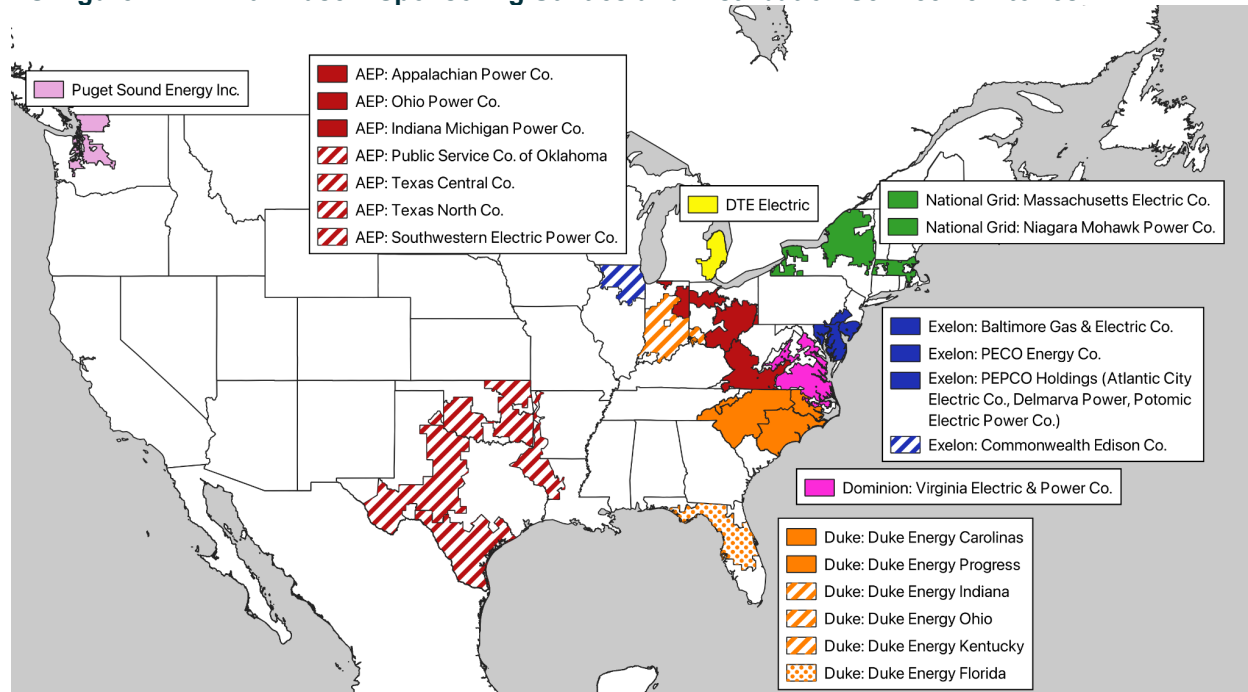 Puget Sound Energy Inc.
AEP: Appalachian Power Co.
AEP: Ohio Power Co.
AEP: Indiana Michigan Power Co.
AEP: Public Service Co. of Oklahoma
AEP: Texas Central Co.
AEP: Texas North Co.
AEP: Southwestern Electric Power Co.
DTE Electric
National Grid: Massachusetts Electric Co.
National Grid: Niagara Mohawk Power Co.
Exelon: Baltimore Gas & Electric Co.
Exelon: PECO Energy Co.
Exelon: PEPCO Holdings (Atlantic City
Electric Co., Delmarva Power, Potomic
Electric Power Co.)
Exelon: Commonwealth Edison Co.
Dominion: Virginia Electric & Power Co.
Duke: Duke Energy Carolinas
Duke: Duke Energy Progress
Duke: Duke Energy Indiana
Duke: Duke Energy Ohio
Duke: Duke Energy Kentucky
Duke: Duke Energy Florida